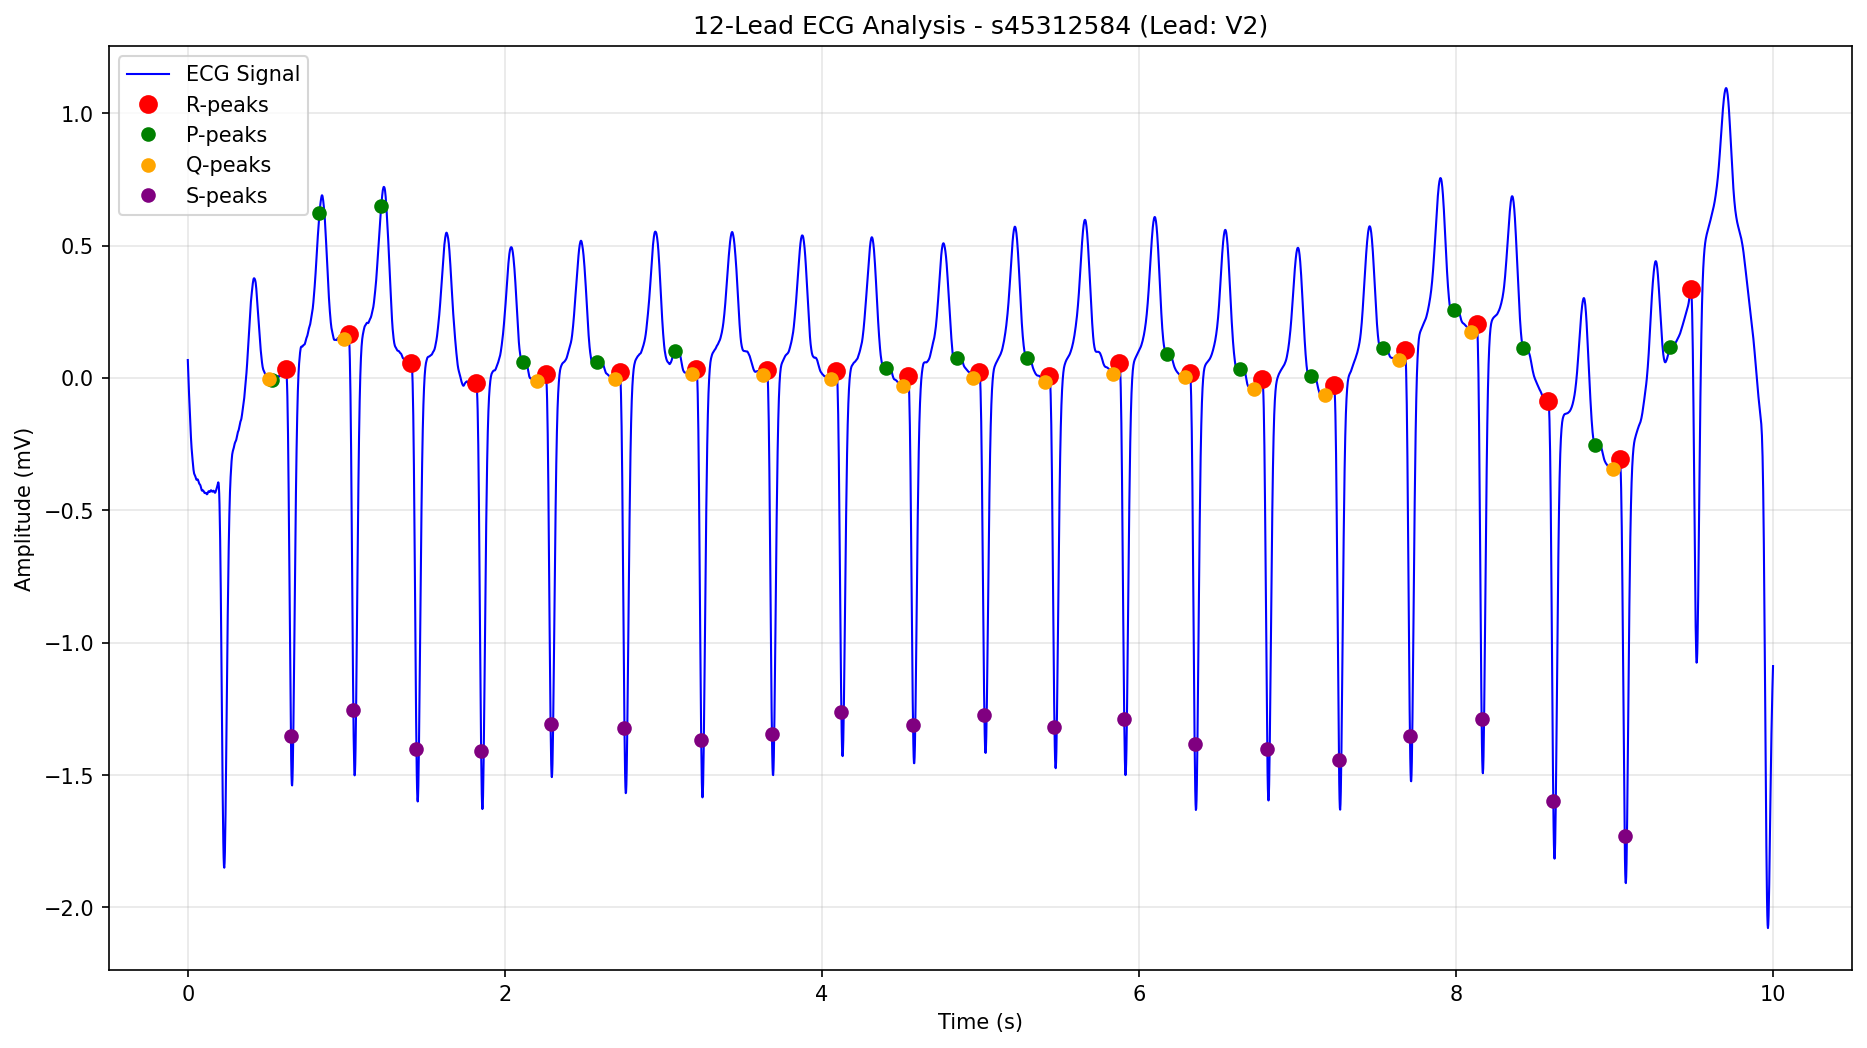 12-Lead ECG Analysis - s45312584 (Lead: V2)
ECG Signal
R-peaks
P-peaks
Q-peaks
S-peaks
Amplitude (mV)
1.0
0.5
0.0
−0.5
−1.0
−1.5
−2.0
0
2
4
6
8
10
Time (s)